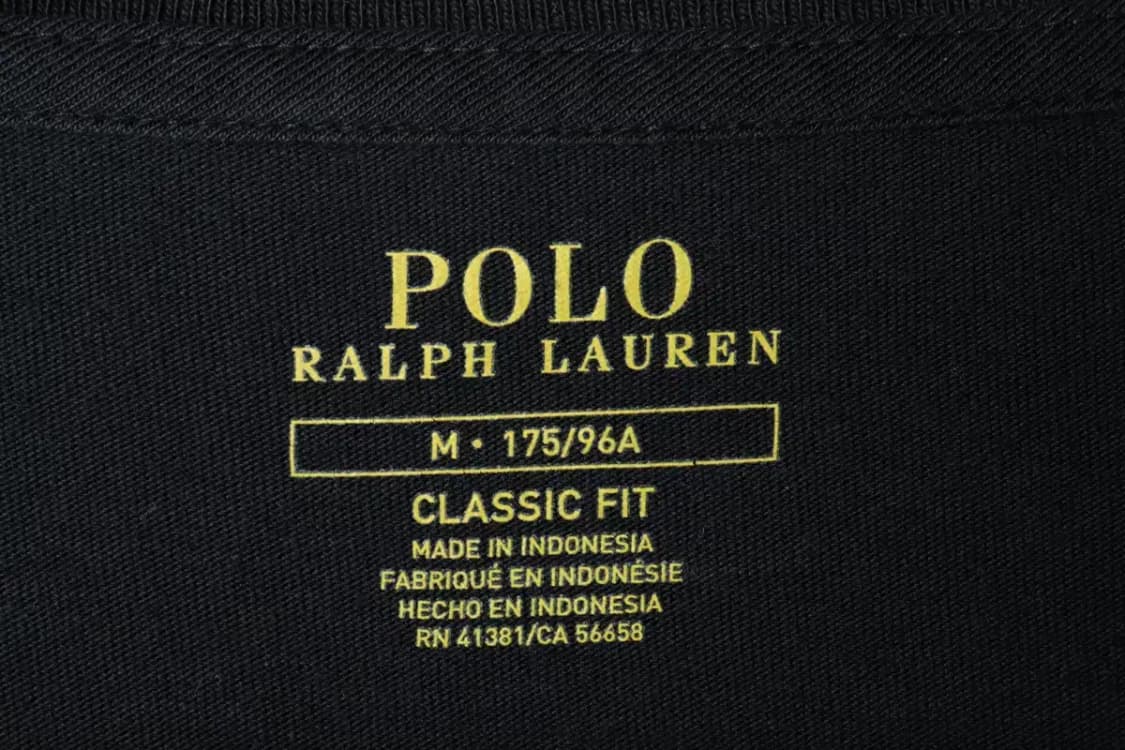 POLO
RALPH LAUREN
M • 175/96A
CLASSIC FIT
MADE IN INDONESIA
FABRIQUÉ EN INDONÉSIE
HECHO EN INDONESIA
RN 41381/CA 56658